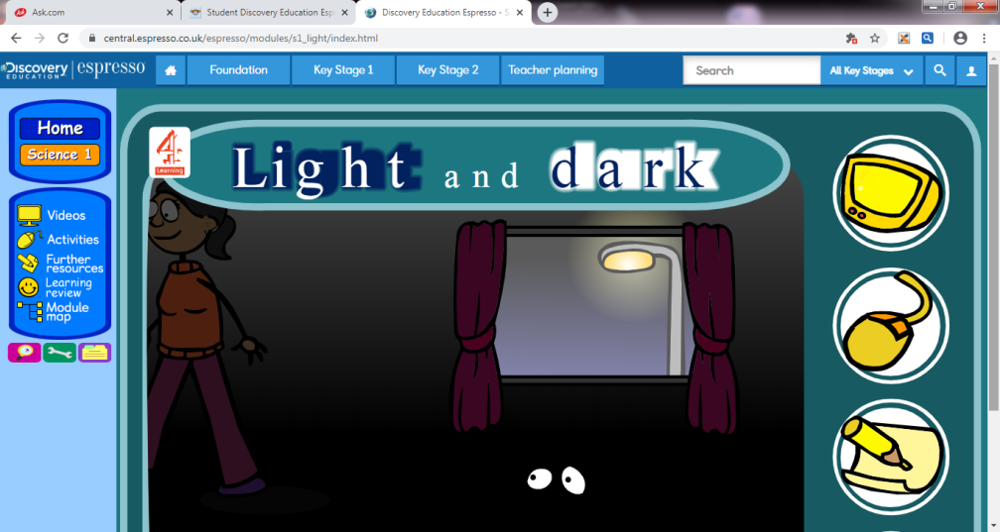 Ask.com
Student Discovery Education Esp
Discovery Education Espresso - S
central.espresso.co.uk/espresso/modules/s1_light/index.html
Discovery EDUCATION espresso
Foundation
Key Stage 1
Key Stage 2
Teacher planning
Search
All Key Stages
Home
Science 1
Videos
Activities
Further
resources
Learning
review
Module
map
4
Learning
Light and dark